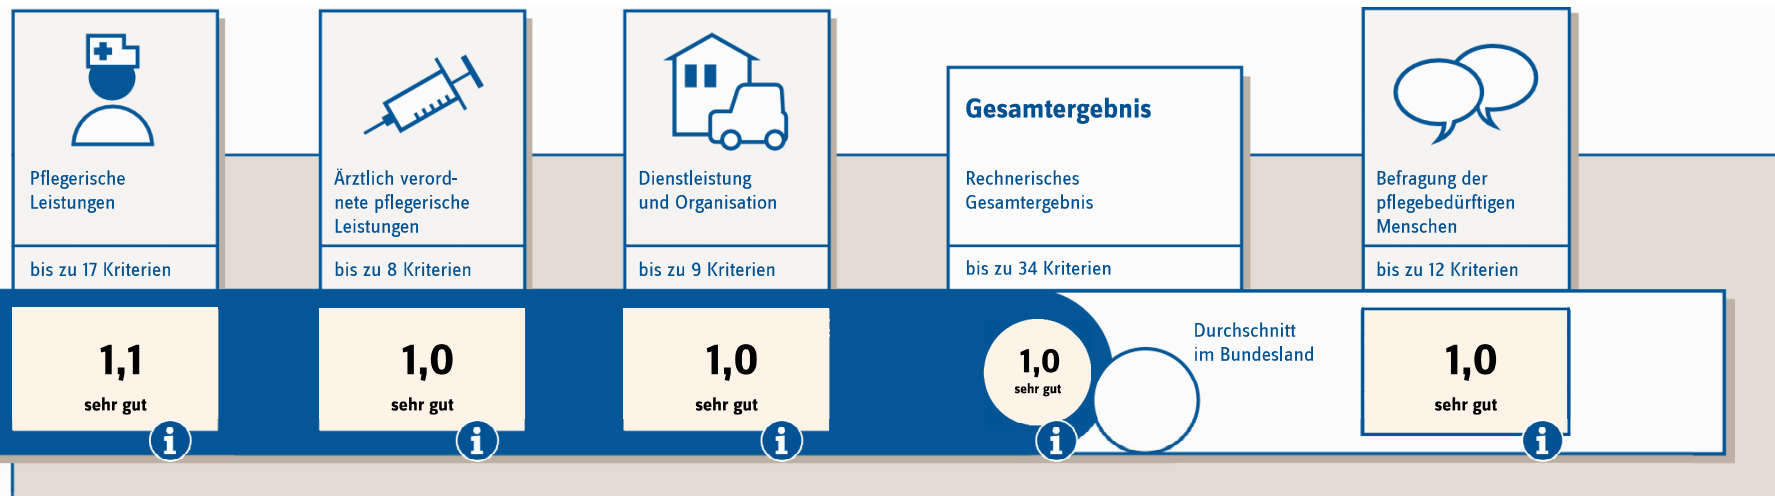 Pflegerische
Leistungen
bis zu 17 Kriterien
1,1
sehr gut
i
Ärztlich verord-
nete pflegerische
Leistungen
bis zu 8 Kriterien
1,0
sehr gut
i
Dienstleistung
und Organisation
bis zu 9 Kriterien
1,0
sehr gut
i
Gesamtergebnis
Rechnerisches
Gesamtergebnis
bis zu 34 Kriterien
1,0
sehr gut
i
Durchschnitt
im Bundesland
Befragung der
pflegebedürftigen
Menschen
bis zu 12 Kriterien
1,0
sehr gut
i